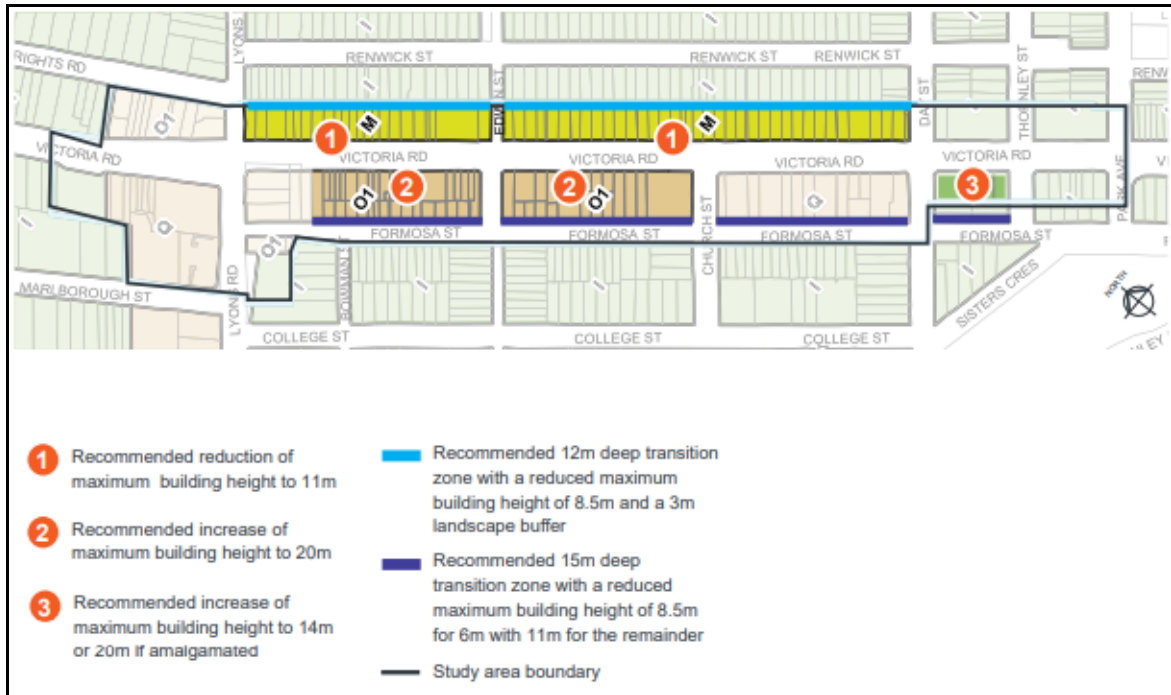 RENWICK ST
RENWICK ST
RENWICK ST
LYONS
RIGHTS RD
DAY ST
THORNLEY ST
RENW
I
I
I
EDWIN ST
O1
M
M
1
1
VICTORIA RD
VICTORIA RD
VICTORIA RD
VICTORIA RD
VICTORIA RD
2
2
3
O1
O1
Q
Q
PARK AVE
I
FORMOSA ST
FORMOSA ST
FORMOSA ST
FORMOSA ST
CHURCH ST
O1
LYONS RD
BOWMAN ST
I
I
I
I
MARLBOROUGH ST
SISTERS CRES
NORTH
COLLEGE ST
COLLEGE ST
COLLEGE ST
NLEY
1
Recommended reduction of
maximum building height to 11m
2
Recommended increase of
maximum building height to 20m
3
Recommended increase of
maximum building height to 14m
or 20m if amalgamated
Recommended 12m deep transition
zone with a reduced maximum
building height of 8.5m and a 3m
landscape buffer
Recommended 15m deep
transition zone with a reduced
maximum building height of 8.5m
for 6m with 11m for the remainder
Study area boundary